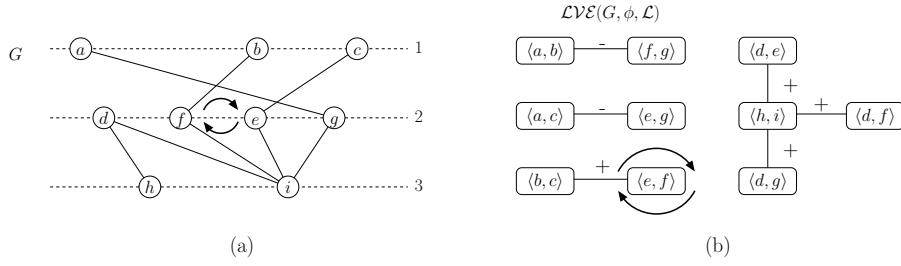 G
a b c 1
d f e g 2
h i 3
(a)
LVE(G, ϕ, L)
⟨a, b⟩ - ⟨f, g⟩
⟨a, c⟩ - ⟨e, g⟩
⟨b, c⟩ + ⟨e, f⟩
⟨d, e⟩
+
⟨h, i⟩ + ⟨d, f⟩
+
⟨d, g⟩
(b)